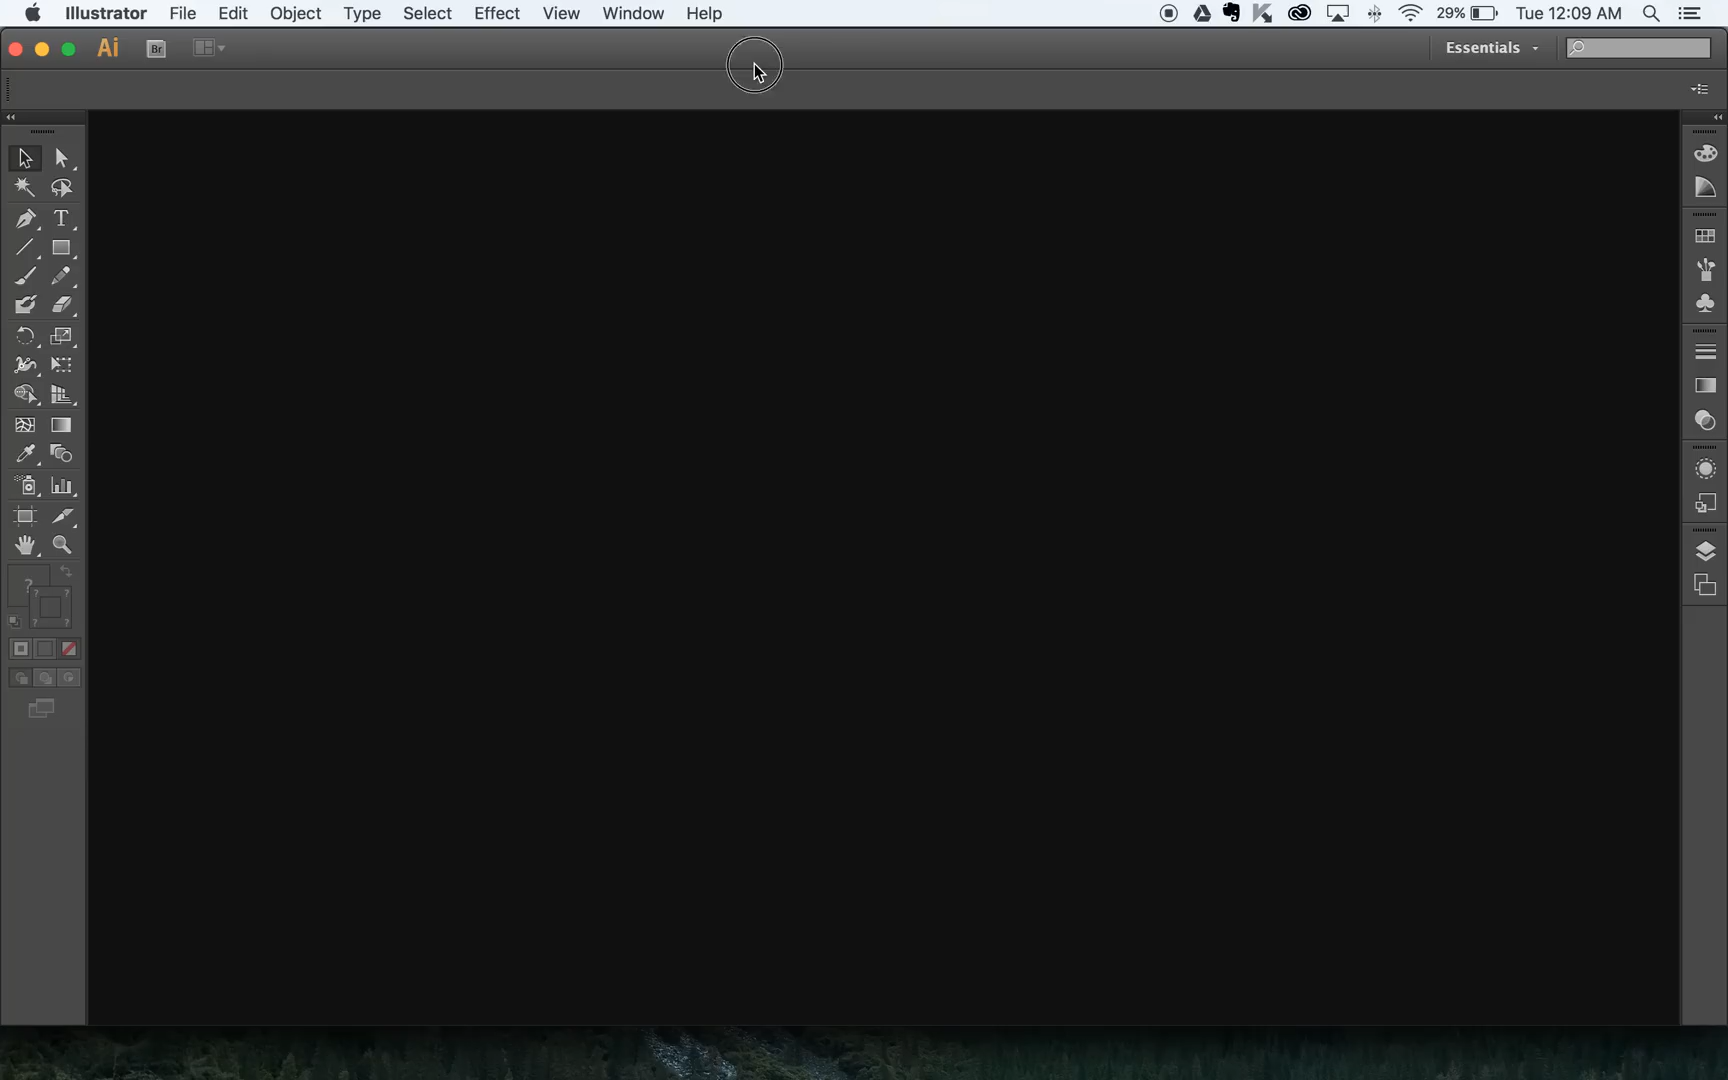 Illustrator File Edit Object Type Select Effect View Window Help 29% Tue 12:09 AM
Ai Br Essentials
T
?
? ?
? ?